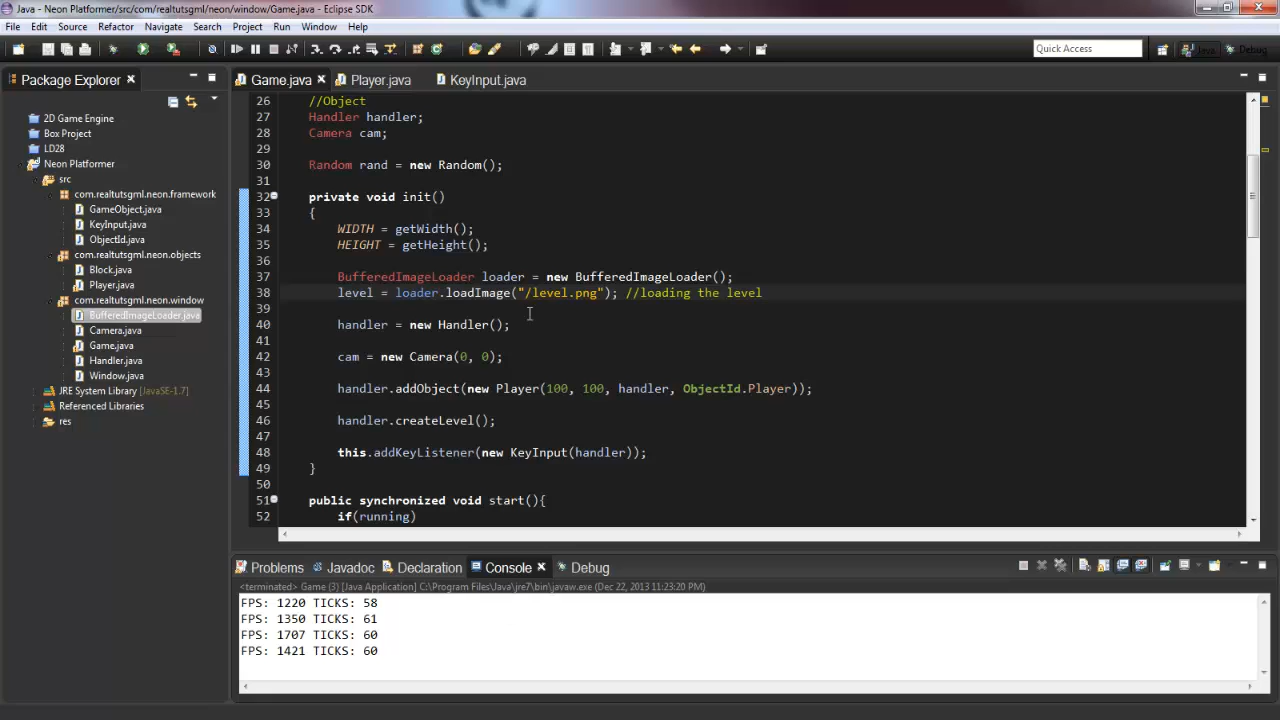 Java - Neon Platformer/src/com/realtutsgml/neon/window/Game.java - Eclipse SDK
File Edit Source Refactor Navigate Search Project Run Window Help
Quick Access
Java
Debug
Package Explorer
Game.java
Player.java
KeyInput.java
2D Game Engine
Box Project
LD28
Neon Platformer
src
com.realtutsgml.neon.framework
GameObject.java
KeyInput.java
ObjectId.java
com.realtutsgml.neon.objects
Block.java
Player.java
com.realtutsgml.neon.window
BufferedImageLoader.java
Camera.java
Game.java
Handler.java
Window.java
JRE System Library [JavaSE-1.7]
Referenced Libraries
res
26 //Object
27 Handler handler;
28 Camera cam;
29
30 Random rand = new Random();
31
32 private void init()
33 {
34 WIDTH = getWidth();
35 HEIGHT = getHeight();
36
37 BufferedImageLoader loader = new BufferedImageLoader();
38 level = loader.loadImage("/level.png"); //loading the level
39
40 handler = new Handler();
41
42 cam = new Camera(0, 0);
43
44 handler.addObject(new Player(100, 100, handler, ObjectId.Player));
45
46 handler.createLevel();
47
48 this.addKeyListener(new KeyInput(handler));
49 }
50
51 public synchronized void start(){
52 if(running)
Problems Javadoc Declaration Console Debug
<terminated> Game (3) [Java Application] C:\Program Files\Java\jre7\bin\javaw.exe (Dec 22, 2013 11:23:20 PM)
FPS: 1220 TICKS: 58
FPS: 1350 TICKS: 61
FPS: 1707 TICKS: 60
FPS: 1421 TICKS: 60